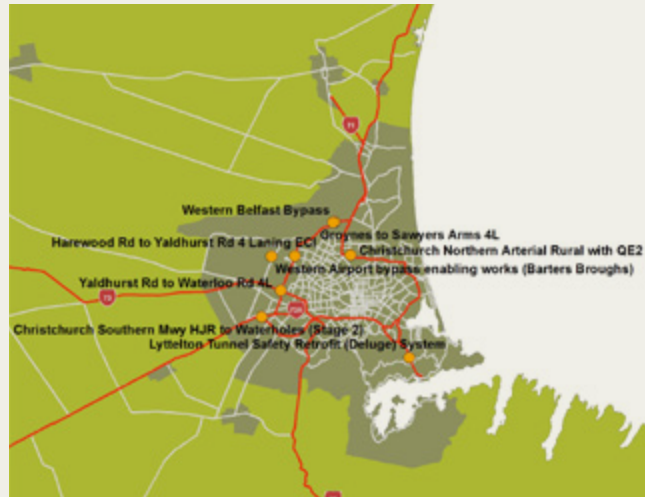 71
Western Belfast Bypass
Groynes to Sawyers Arms 4L
Harewood Rd to Yaldhurst Rd 4 Laning ECI
Christchurch Northern Arterial Rural with QE2
Western Airport bypass enabling works (Barters Broughs)
Yaldhurst Rd to Waterloo Rd 4L
73
Christchurch Southern Mwy HJR to Waterholes (Stage 2)
Lyttelton Tunnel Safety Retrofit (Deluge) System